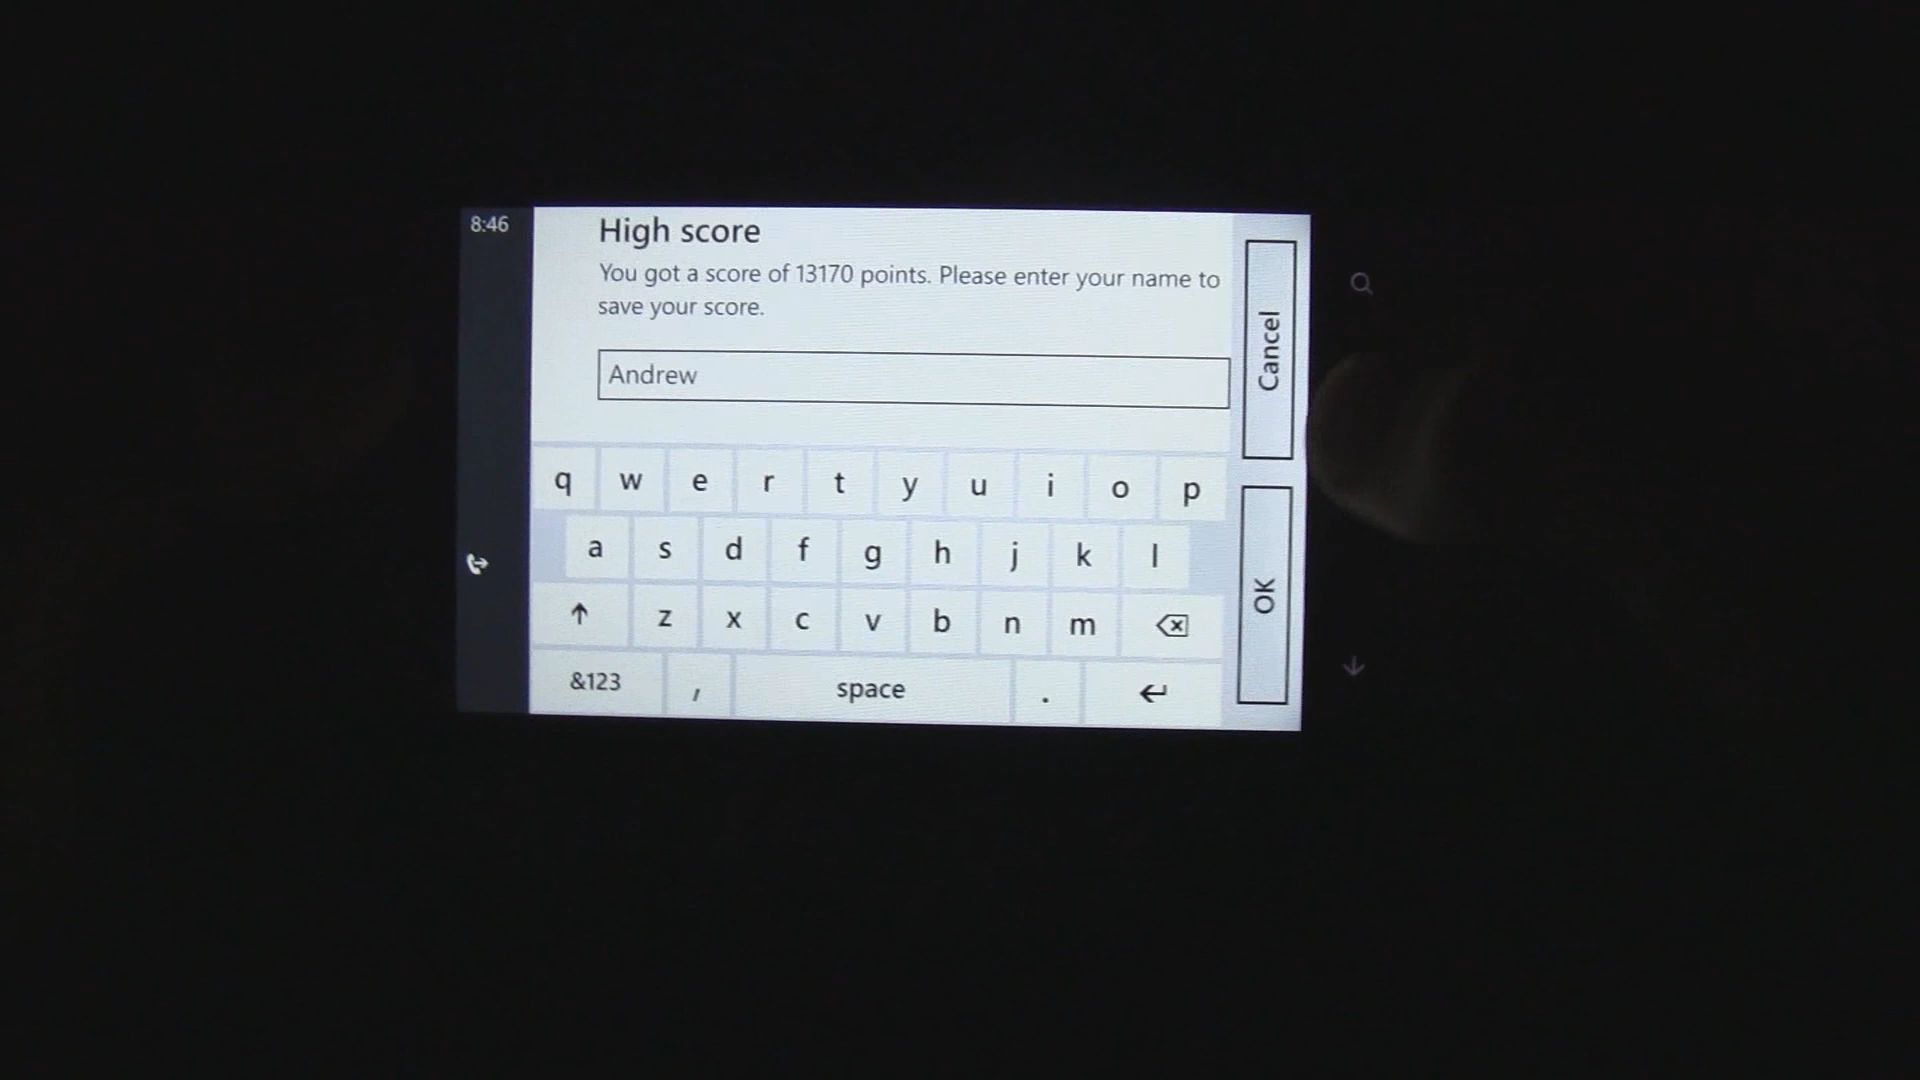 8:46
High score
You got a score of 13170 points. Please enter your name to
save your score.
Andrew
Cancel
q w e r t y u i o p
a s d f g h j k l
z x c v b n m
OK
&123 , space .